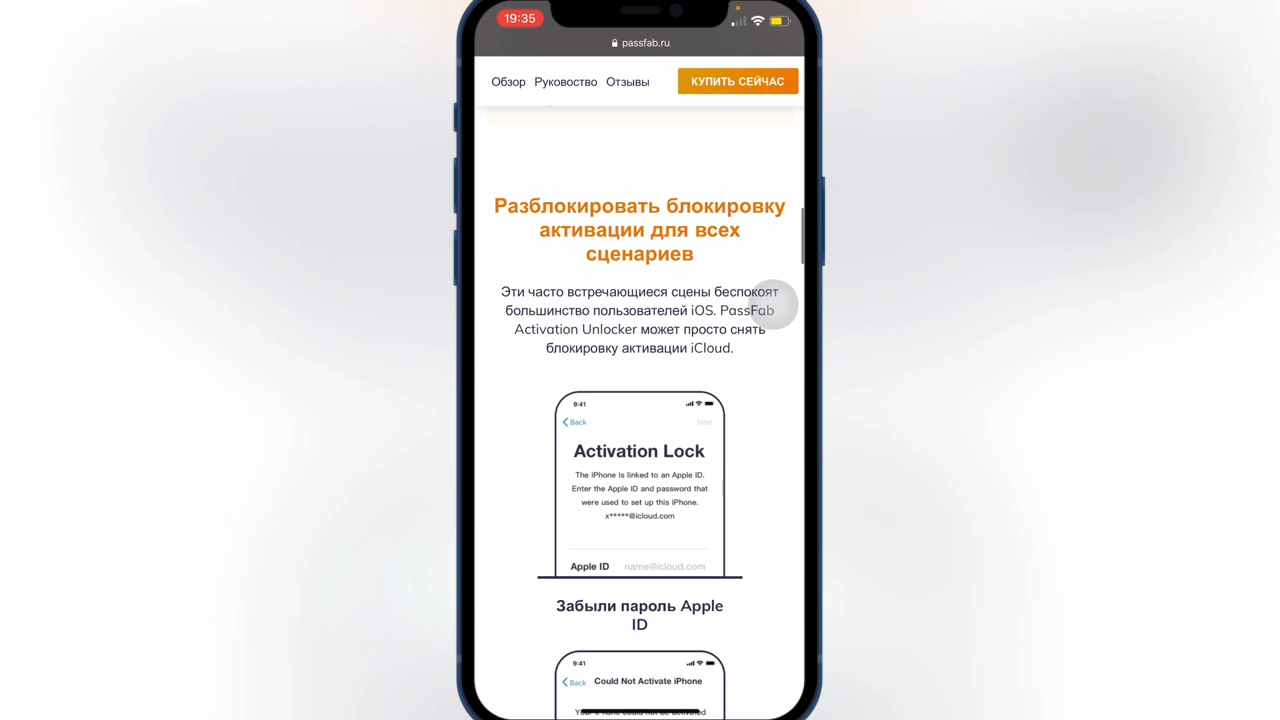 19:35
passfab.ru
Обзор Руковоство Отзывы КУПИТЬ СЕЙЧАС
Разблокировать блокировку
активации для всех
сценариев
Эти часто встречающиеся сцены беспокоят
большинство пользователей iOS. PassFab
Activation Unlocker может просто снять
блокировку активации iCloud.
9:41
Back Next
Activation Lock
The iPhone is linked to an Apple ID.
Enter the Apple ID and password that
were used to set up this iPhone.
x*****@icloud.com
Apple ID name@icloud.com
Забыли пароль Apple
ID
9:41
Back Could Not Activate iPhone